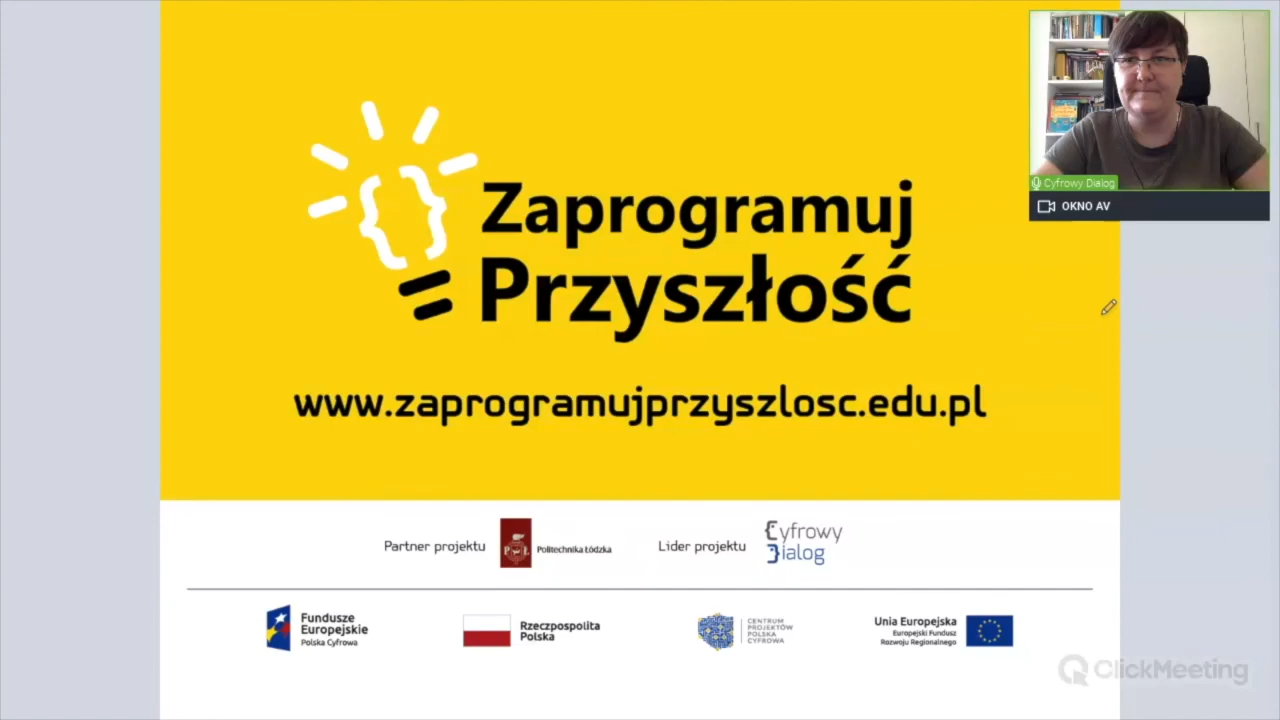 Zaprogramuj
Przyszłość
www.zaprogramujprzyszlosc.edu.pl
Cyfrowy Dialog
OKNO AV
Partner projektu
Politechnika Łódzka
Lider projektu
Cyfrowy
Dialog
Fundusze
Europejskie
Polska Cyfrowa
Rzeczpospolita
Polska
CENTRUM
PROJEKTÓW
POLSKA
CYFROWA
Unia Europejska
Europejski Fundusz
Rozwoju Regionalnego
ClickMeeting